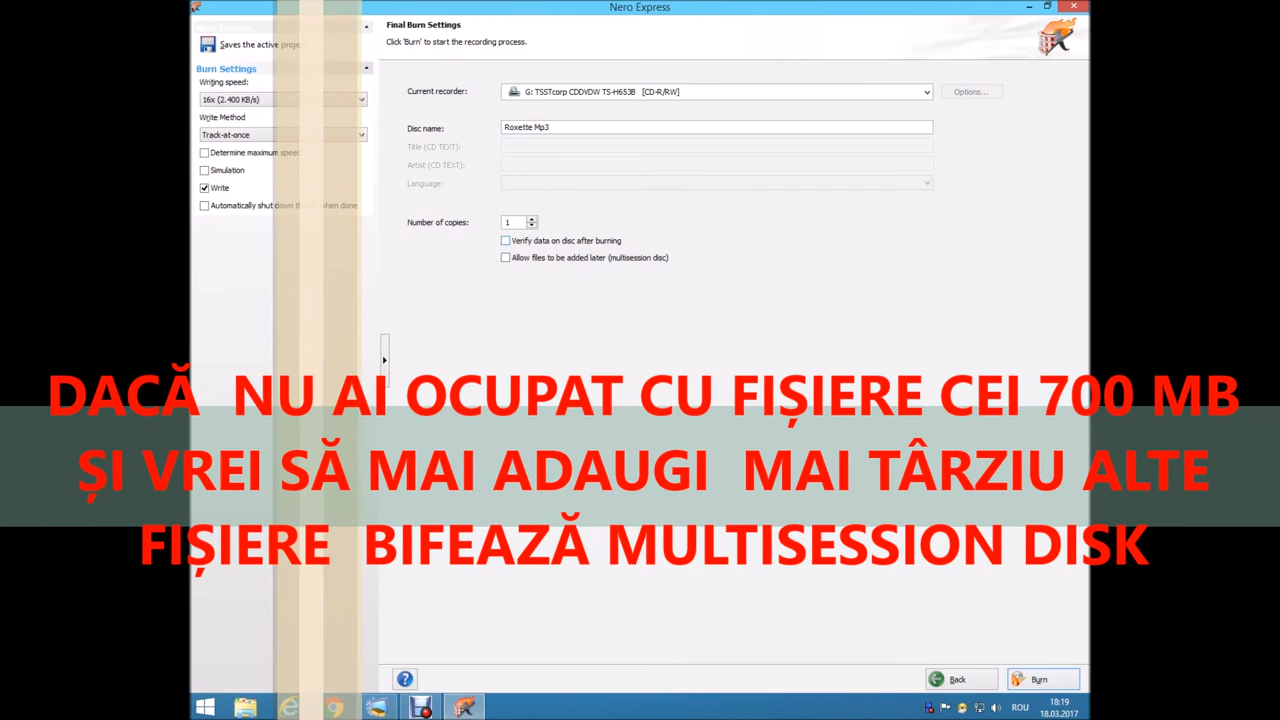 Nero Express
Saves the active proje
Burn Settings
Writing speed:
16x (2.400 KB/s)
Write Method
Track-at-once
Determine maximum speed
Simulation
Write
Automatically shut down the PC when done
Final Burn Settings
Click 'Burn' to start the recording process.
Current recorder:
G: TSSTcorp CDDVDW TS-H653B [CD-R/RW]
Options...
Disc name:
Roxette Mp3
Title (CD TEXT):
Artist (CD TEXT):
Language:
Number of copies:
1
Verify data on disc after burning
Allow files to be added later (multisession disc)
DACĂ NU AI OCUPAT CU FIȘIERE CEI 700 MB
ȘI VREI SĂ MAI ADAUGI MAI TÂRZIU ALTE
FIȘIERE BIFEAZĂ MULTISESSION DISK
Back
Burn
ROU
18:19
18.03.2017